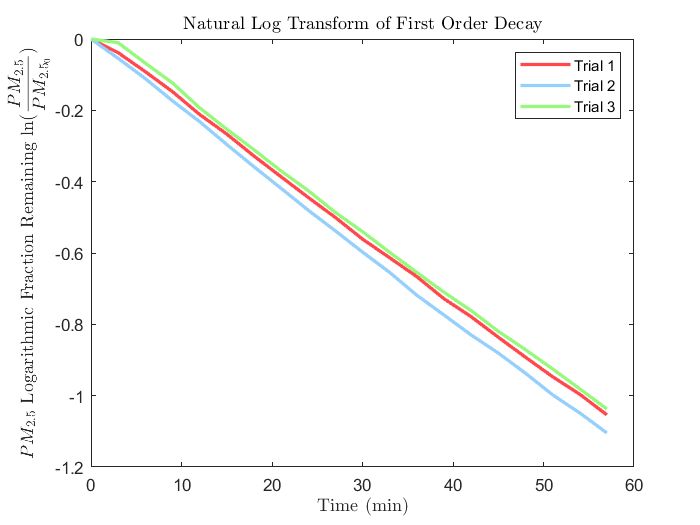 Natural Log Transform of First Order Decay
PM2.5 Logarithmic Fraction Remaining ln(PM2.5/PM2.50)
0
-0.2
-0.4
-0.6
-0.8
-1
-1.2
Trial 1
Trial 2
Trial 3
0 10 20 30 40 50 60
Time (min)